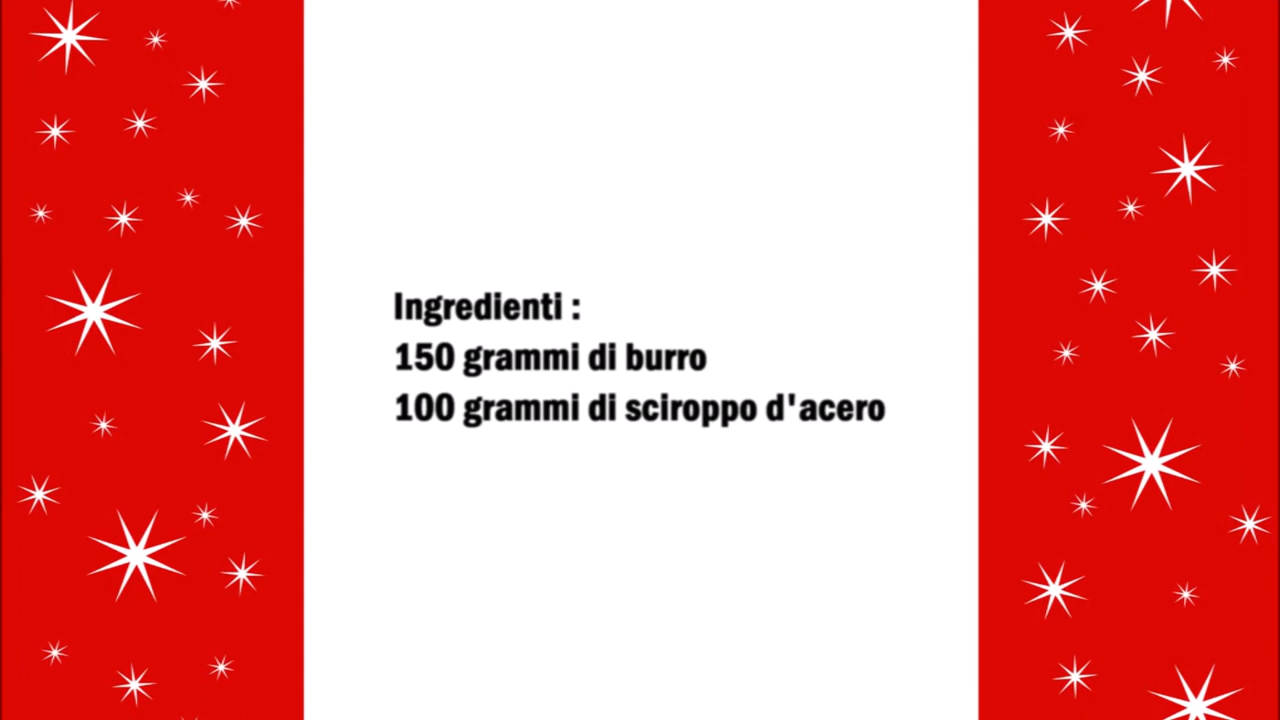 Ingredienti :
150 grammi di burro
100 grammi di sciroppo d'acero